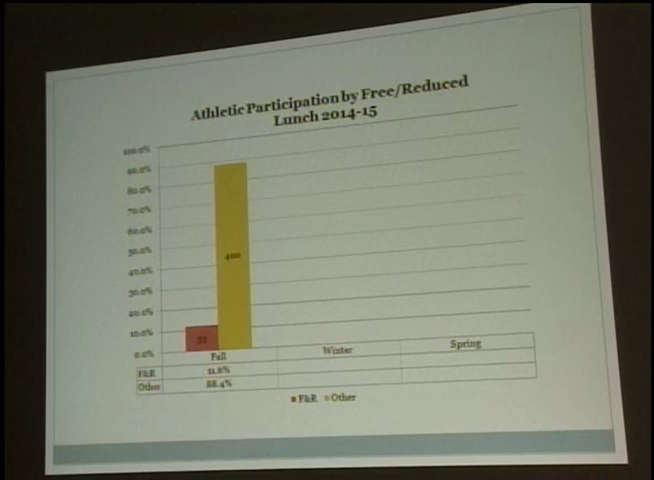 Athletic Participation by Free/Reduced
Lunch 2014-15
100.0%
90.0%
80.0%
70.0%
60.0%
50.0%
40.0%
30.0%
20.0%
10.0%
0.0%
400
Fall Winter Spring
F&R 11.6%
Other 88.4%
F&R Other